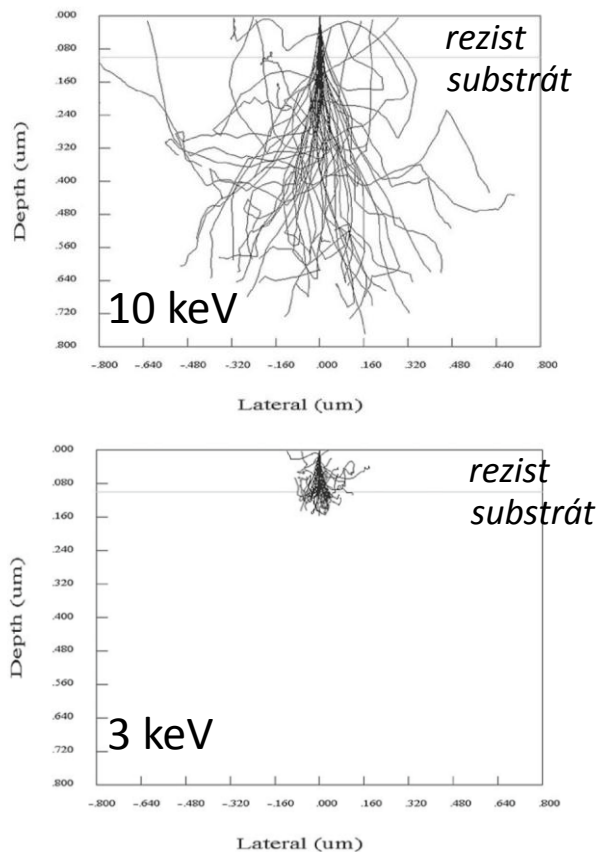 .000
.080
.160
.240
.320
.400
.480
.560
.640
.720
.800
Depth (um)
rezist
substrát
10 keV
-.800 -.640 -.480 -.320 -.160 .000 .160 .320 .480 .640 .800
Lateral (um)
.000
.080
.160
.240
.320
.400
.480
.560
.640
.720
.800
Depth (um)
rezist
substrát
3 keV
-.800 -.640 -.480 -.320 -.160 .000 .160 .320 .480 .640 .800
Lateral (um)